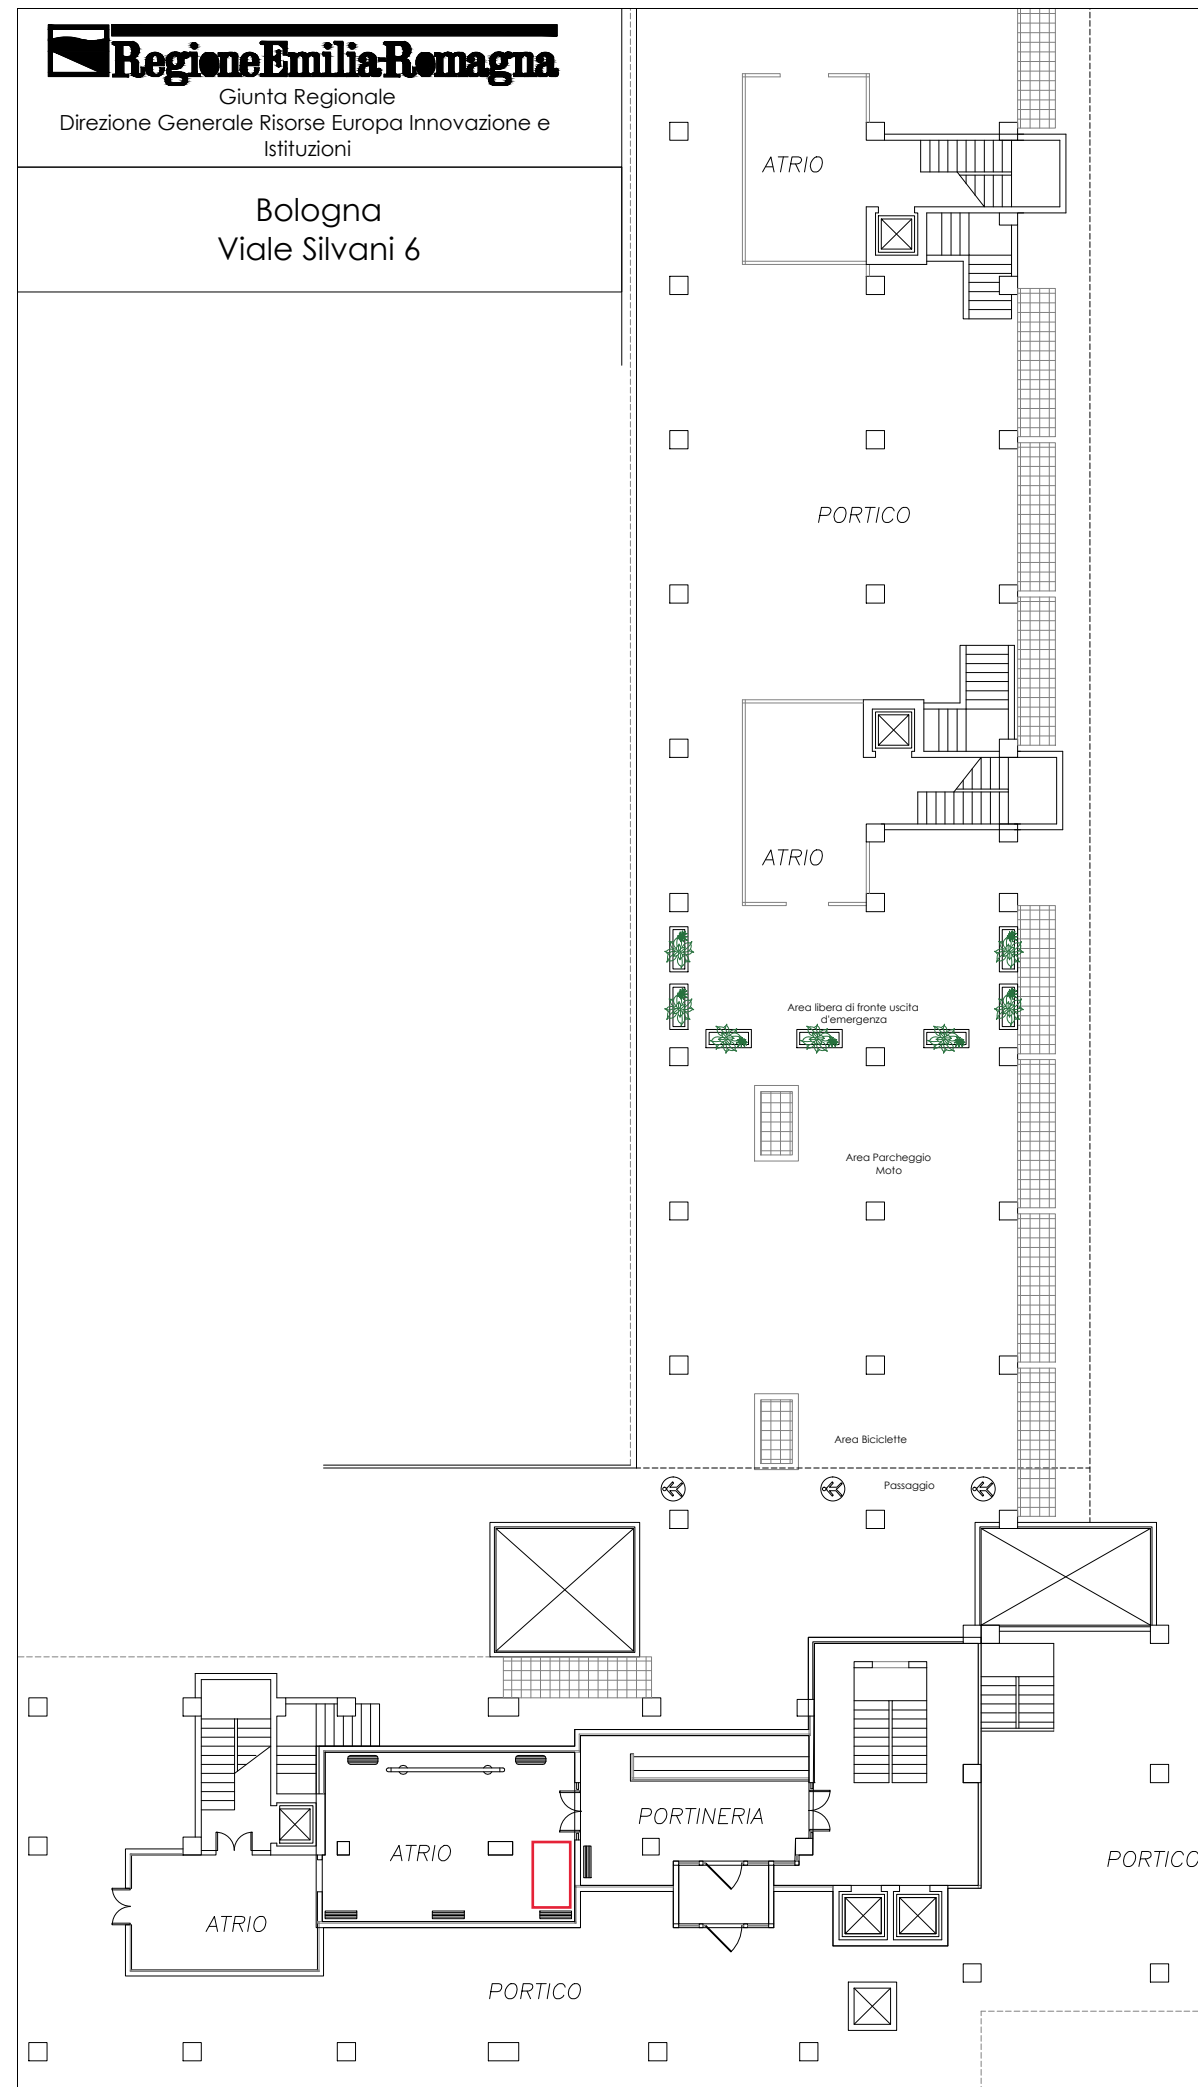 RegioneEmilia-Romagna
Giunta Regionale
Direzione Generale Risorse Europa Innovazione e
Istituzioni
Bologna
Viale Silvani 6
ATRIO
PORTICO
ATRIO
Area libera di fronte uscita
d'emergenza
Area Parcheggio
Moto
Area Biciclette
Passaggio
PORTINERIA
ATRIO
PORTICO
ATRIO
PORTICO